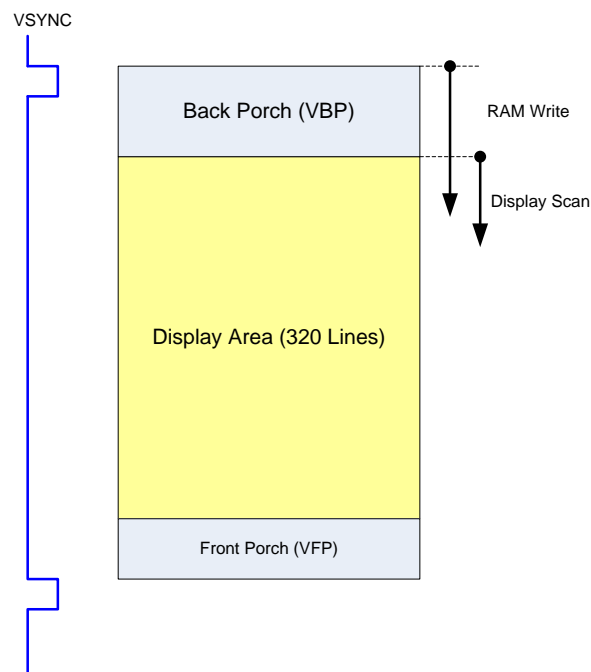 VSYNC
Back Porch (VBP)
RAM Write
Display Scan
Display Area (320 Lines)
Front Porch (VFP)